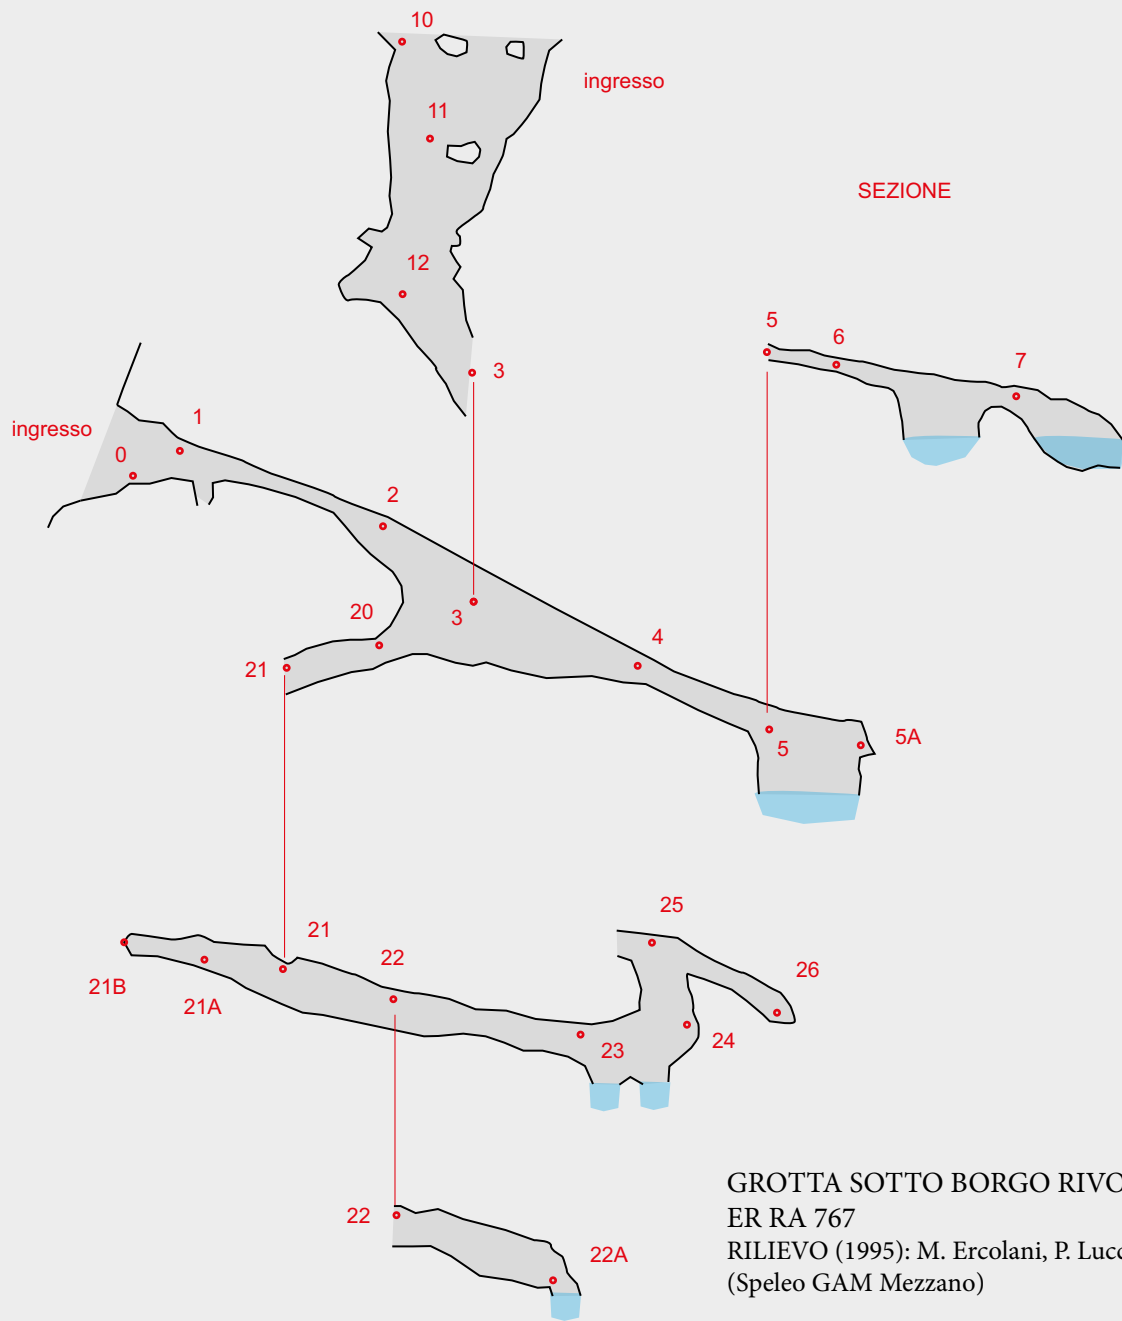 10
ingresso
11
SEZIONE
12
5
6
7
3
1
ingresso
0
2
20
3
4
21
5
5A
25
21
22
26
21B
21A
23
24
22
22A
GROTTA SOTTO BORGO RIVO
ER RA 767
RILIEVO (1995): M. Ercolani, P. Lucc
(Speleo GAM Mezzano)